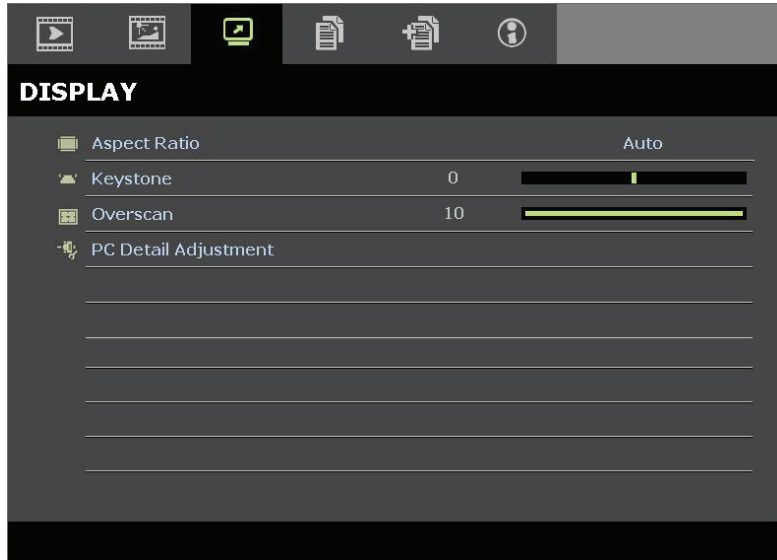 DISPLAY
Aspect Ratio Auto
Keystone 0
Overscan 10
PC Detail Adjustment